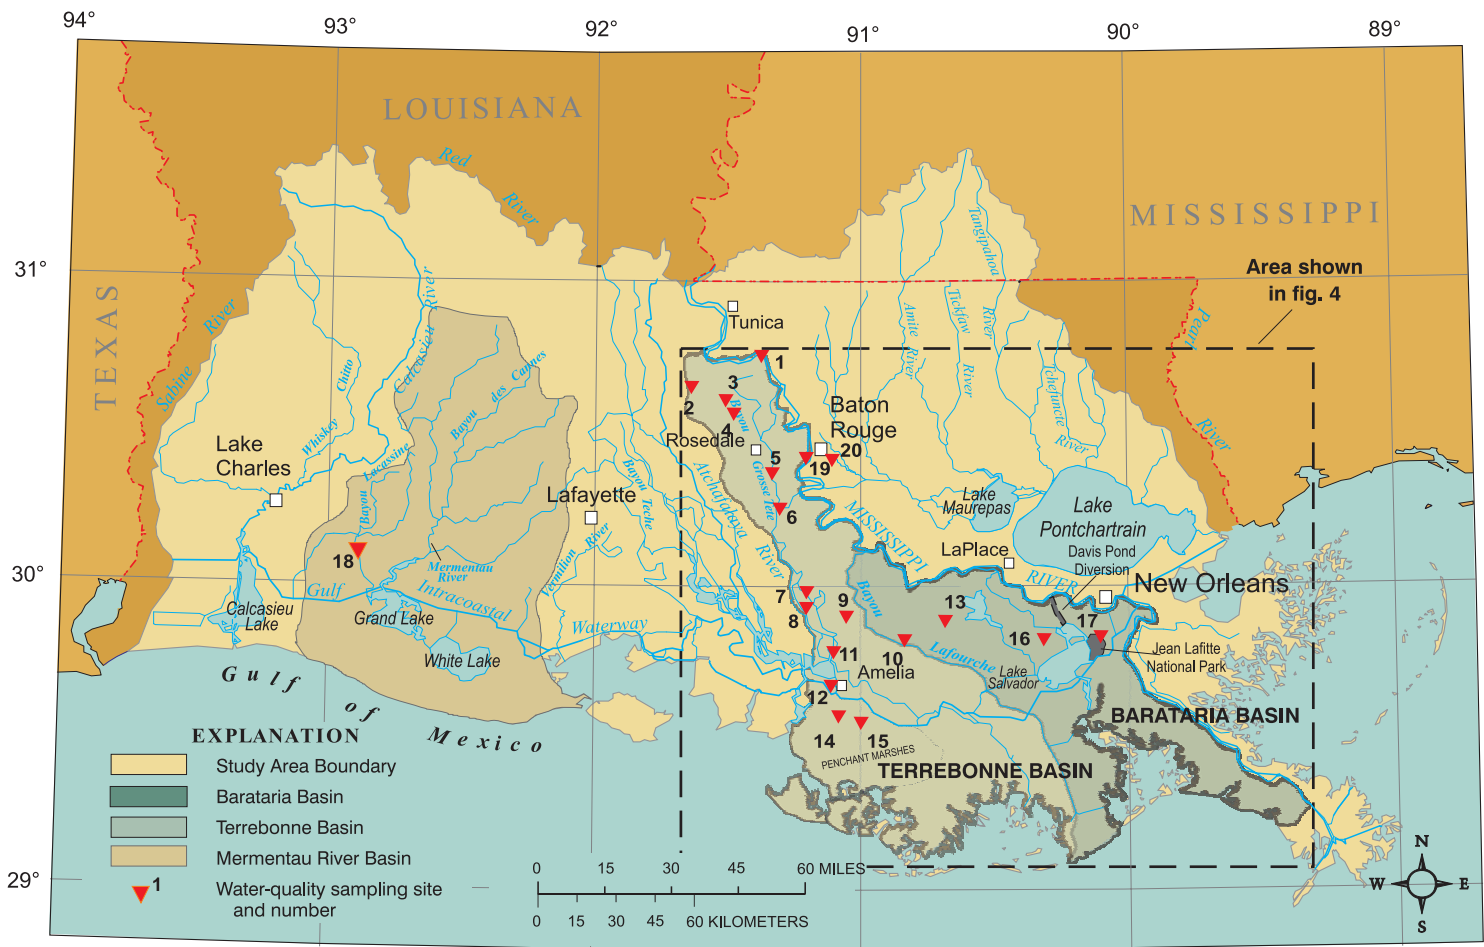 94°
93°
92°
91°
90°
89°
LOUISIANA
Red
River
MISSISSIPPI
Tangipahoa
31°
Area shown
in fig. 4
TEXAS
Sabine
River
Calcasieu
River
Amite
River
Tickfaw
River
River
Pearl
River
Tunica
1
Chitto
Whiskey
Bayou des Cannes
Tchefuncte
River
3
2
Bayou
4
Baton
Rouge
Rosedale
Lake
Charles
Bayou Lacassine
5
19
20
Grosse Tete
Atchafalaya
River
Bayou Teche
Lafayette
Vermilion River
6
MISSISSIPPI
RIVER
Lake
Maurepas
Lake
Pontchartrain
LaPlace
Davis Pond
Diversion
New Orleans
18
Mermentau
River
30°
Gulf
Intracoastal
Waterway
Calcasieu
Lake
Grand Lake
White Lake
7
8
9
Bayou
Lafourche
13
10
16
17
Jean Lafitte
National Park
11
Amelia
Lake
Salvador
12
Gulf
of
Mexico
14
15
PENCHANT MARSHES
BARATARIA BASIN
TERREBONNE BASIN
EXPLANATION
Study Area Boundary
Barataria Basin
Terrebonne Basin
Mermentau River Basin
1
Water-quality sampling site
and number
29°
0 15 30 45 60 MILES
0 15 30 45 60 KILOMETERS
N
W E
S